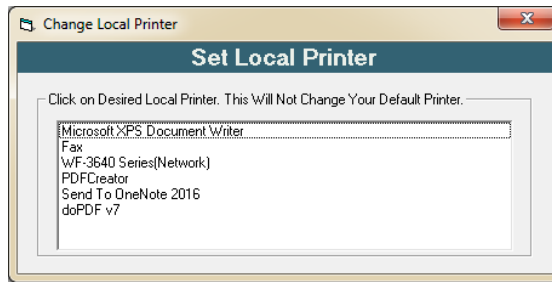 Change Local Printer
Set Local Printer
Click on Desired Local Printer. This Will Not Change Your Default Printer.
Microsoft XPS Document Writer
Fax
WF-3640 Series(Network)
PDFCreator
Send To OneNote 2016
doPDF v7